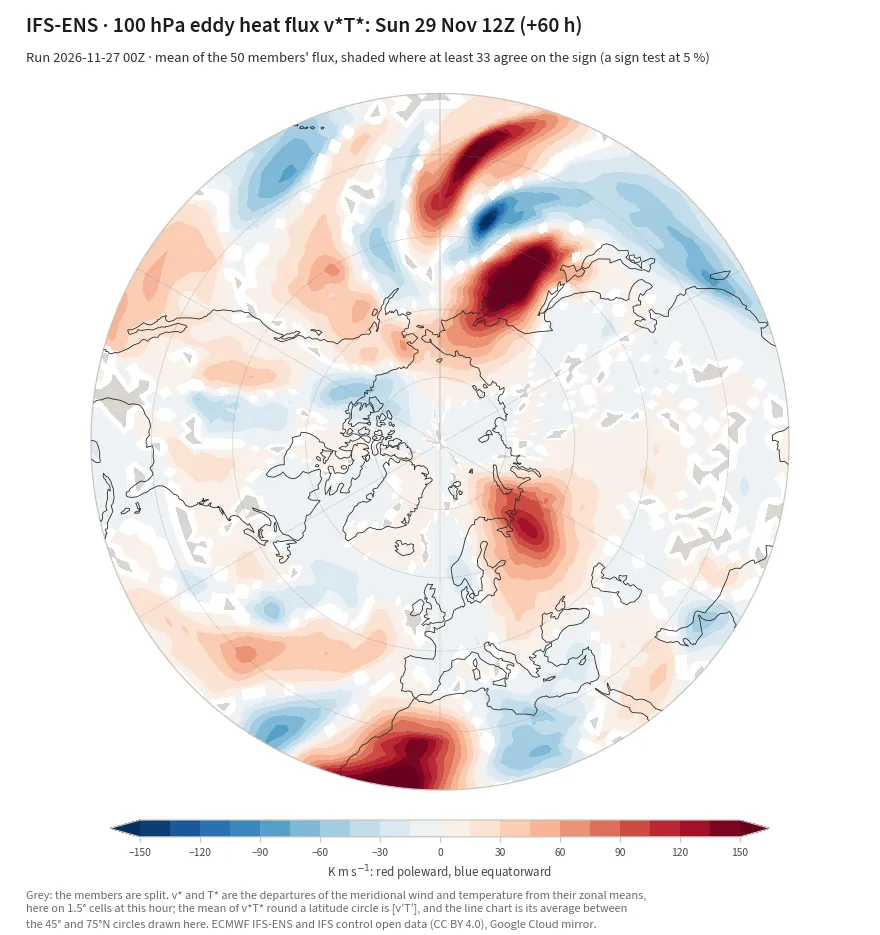 IFS-ENS · 100 hPa eddy heat flux v*T*: Sun 29 Nov 12Z (+60 h)
Run 2026-11-27 00Z · mean of the 50 members' flux, shaded where at least 33 agree on the sign (a sign test at 5 %)
−150 −120 −90 −60 −30 0 30 60 90 120 150
K m s⁻¹: red poleward, blue equatorward
Grey: the members are split. v* and T* are the departures of the meridional wind and temperature from their zonal means,
here on 1.5° cells at this hour; the mean of v*T* round a latitude circle is [v'T'], and the line chart is its average between
the 45° and 75°N circles drawn here. ECMWF IFS-ENS and IFS control open data (CC BY 4.0), Google Cloud mirror.